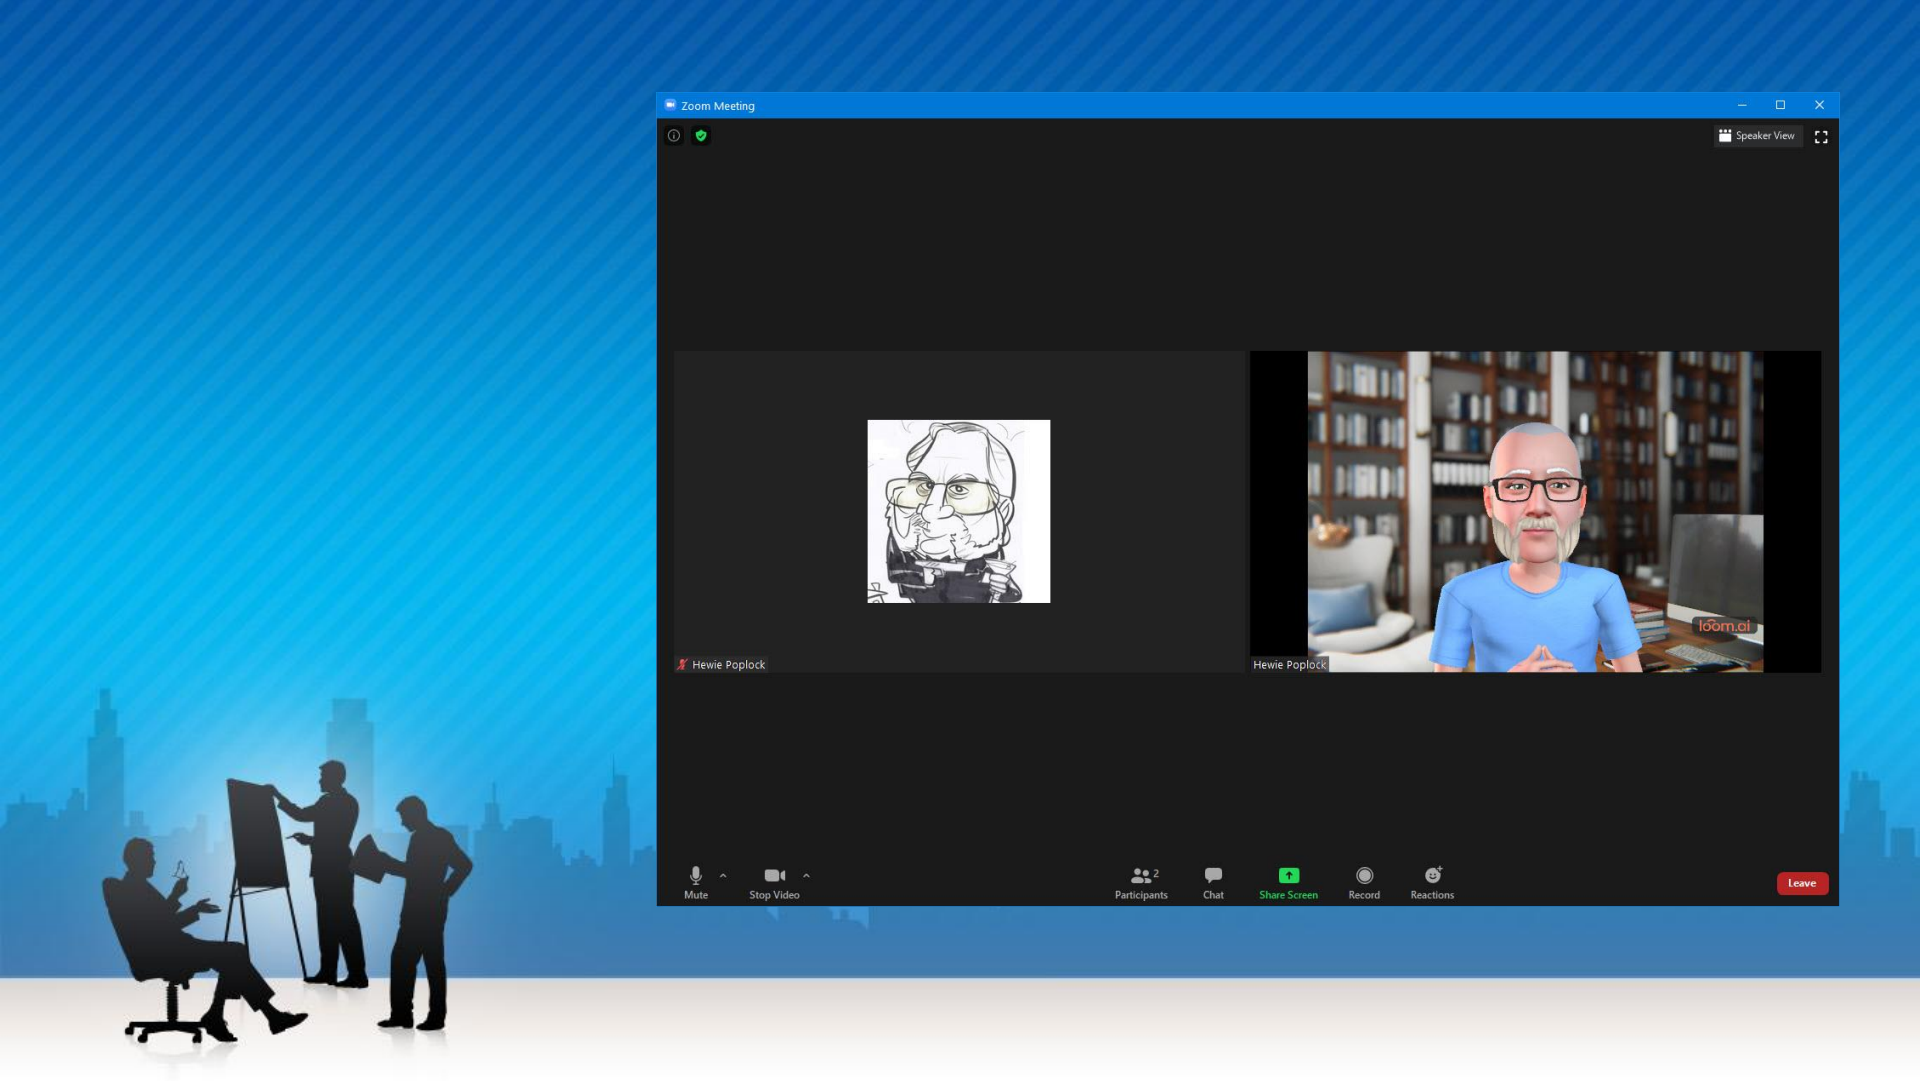 Zoom Meeting
Speaker View
loom.ai
Hewie Poplock
Hewie Poplock
2
Mute
Stop Video
Participants
Chat
Share Screen
Record
Reactions
Leave